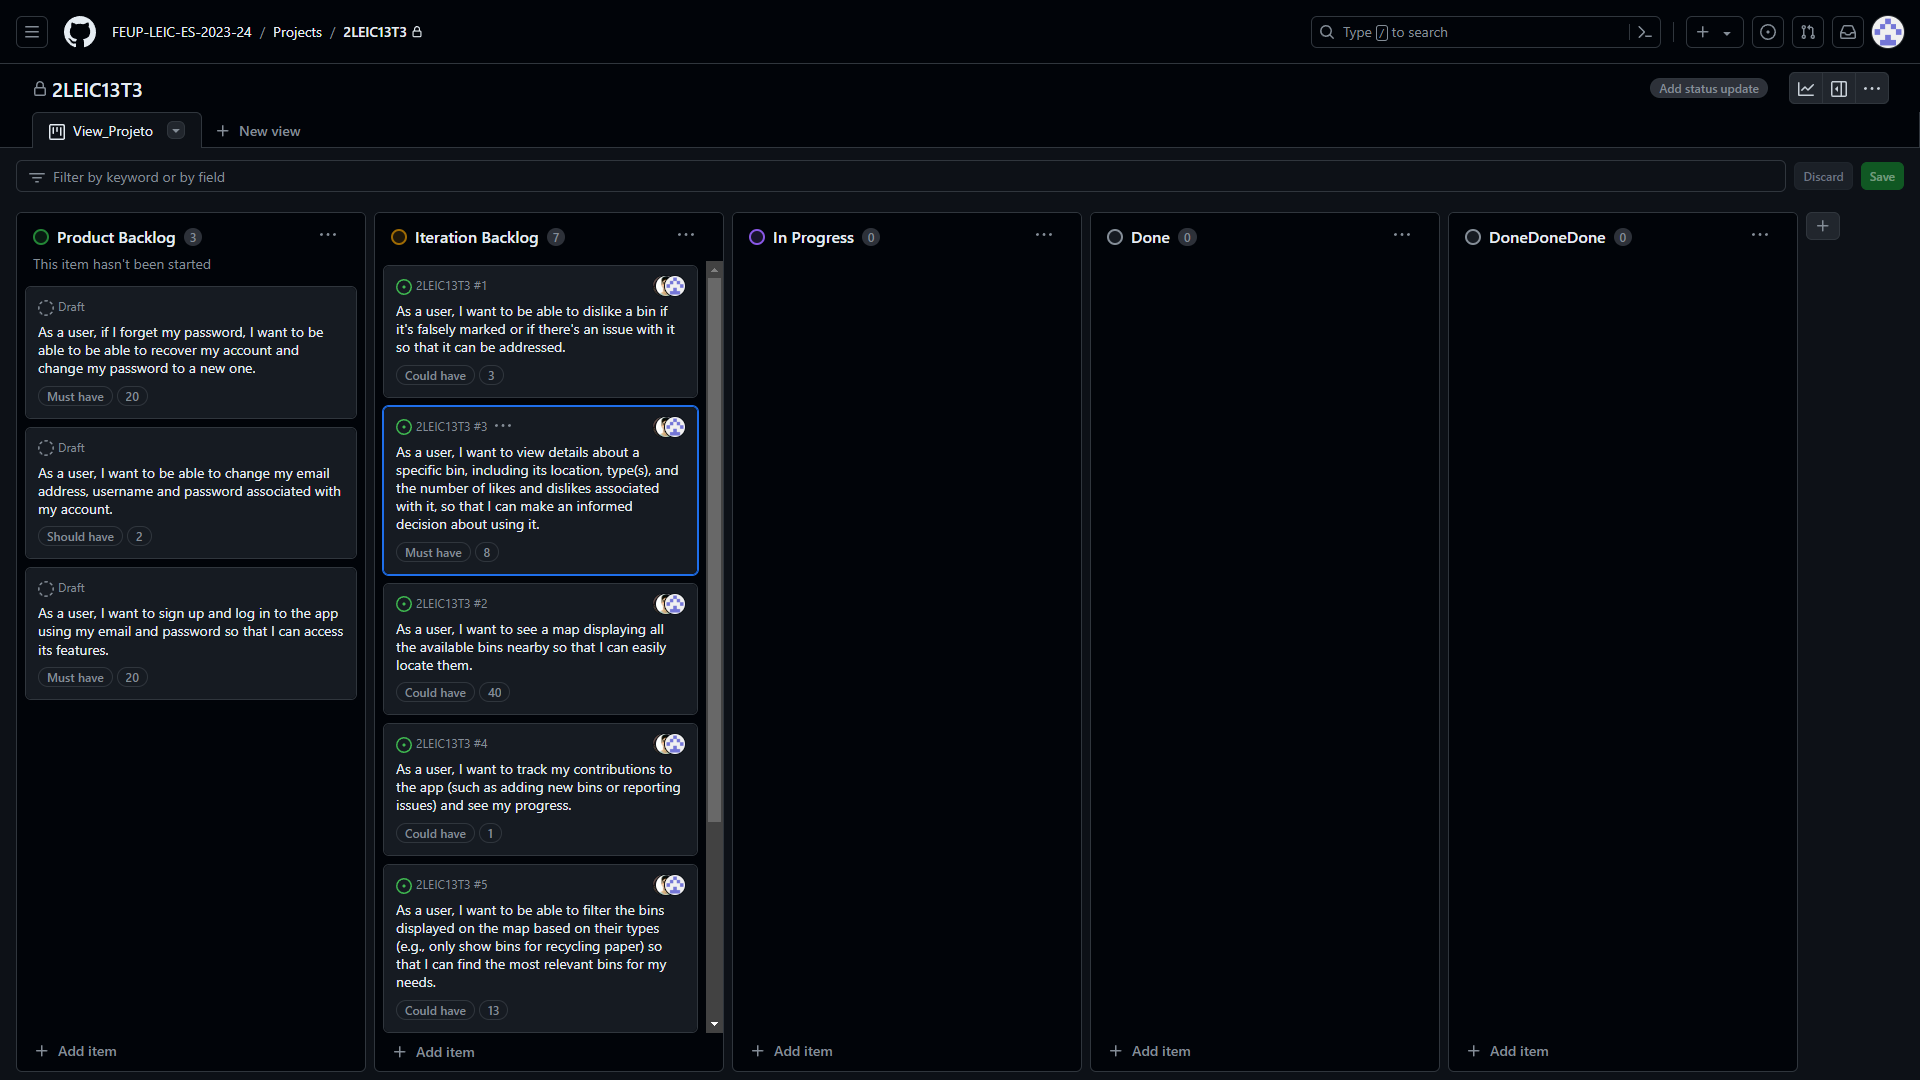 FEUP-LEIC-ES-2023-24 / Projects / 2LEIC13T3
Type / to search
2LEIC13T3
Add status update
View_Projeto
New view
Filter by keyword or by field
Discard
Save
Product Backlog 3
This item hasn't been started
Draft
As a user, if I forget my password, I want to be
able to be able to recover my account and
change my password to a new one.
Must have 20
Draft
As a user, I want to be able to change my email
address, username and password associated with
my account.
Should have 2
Draft
As a user, I want to sign up and log in to the app
using my email and password so that I can access
its features.
Must have 20
Add item
Iteration Backlog 7
2LEIC13T3 #1
As a user, I want to be able to dislike a bin if
it's falsely marked or if there's an issue with it
so that it can be addressed.
Could have 3
2LEIC13T3 #3
As a user, I want to view details about a
specific bin, including its location, type(s), and
the number of likes and dislikes associated
with it, so that I can make an informed
decision about using it.
Must have 8
2LEIC13T3 #2
As a user, I want to see a map displaying all
the available bins nearby so that I can easily
locate them.
Could have 40
2LEIC13T3 #4
As a user, I want to track my contributions to
the app (such as adding new bins or reporting
issues) and see my progress.
Could have 1
2LEIC13T3 #5
As a user, I want to be able to filter the bins
displayed on the map based on their types
(e.g., only show bins for recycling paper) so
that I can find the most relevant bins for my
needs.
Could have 13
Add item
In Progress 0
Add item
Done 0
Add item
DoneDoneDone 0
Add item